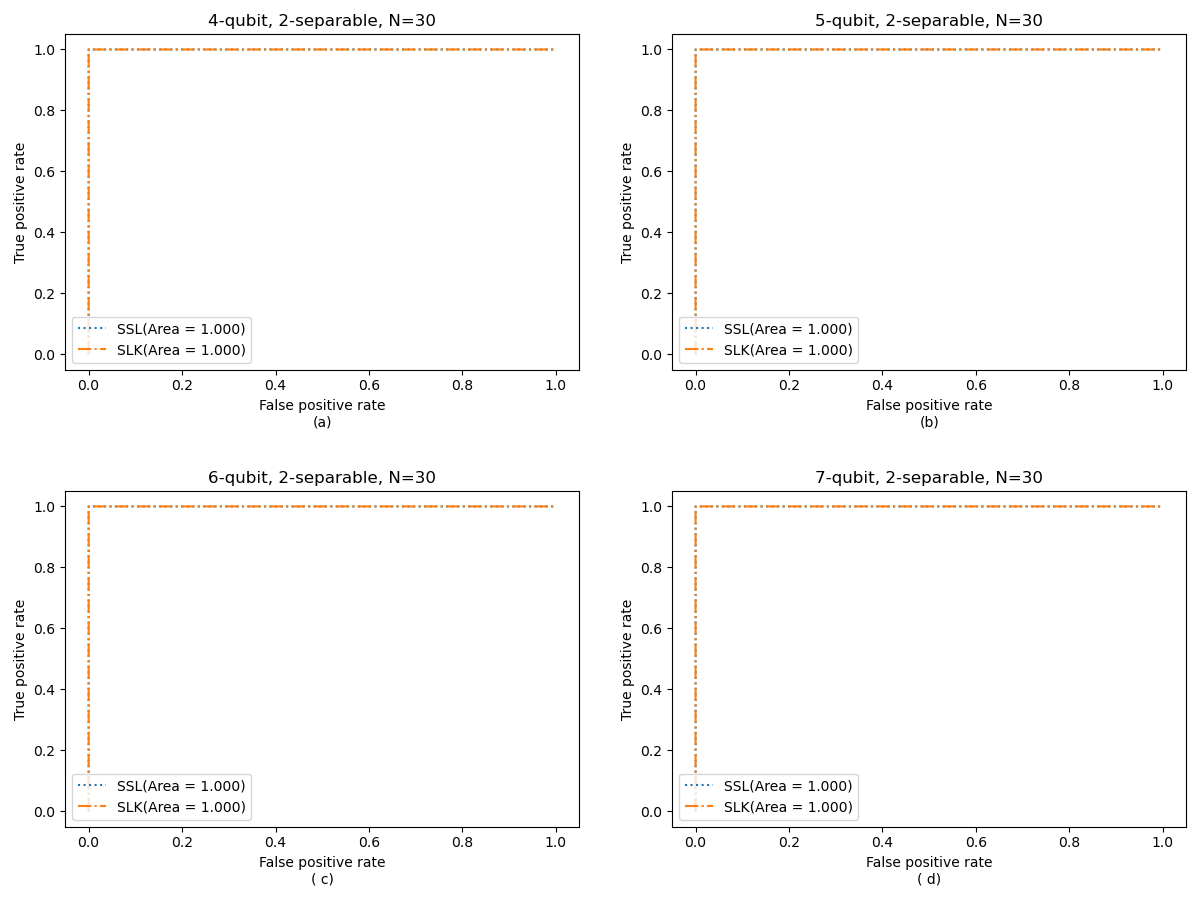 4-qubit, 2-separable, N=30
1.0
0.8
0.6
0.4
0.2
0.0
True positive rate
SSL(Area = 1.000)
SLK(Area = 1.000)
0.0 0.2 0.4 0.6 0.8 1.0
False positive rate
(a)
5-qubit, 2-separable, N=30
1.0
0.8
0.6
0.4
0.2
0.0
True positive rate
SSL(Area = 1.000)
SLK(Area = 1.000)
0.0 0.2 0.4 0.6 0.8 1.0
False positive rate
(b)
6-qubit, 2-separable, N=30
1.0
0.8
0.6
0.4
0.2
0.0
True positive rate
SSL(Area = 1.000)
SLK(Area = 1.000)
0.0 0.2 0.4 0.6 0.8 1.0
False positive rate
( c)
7-qubit, 2-separable, N=30
1.0
0.8
0.6
0.4
0.2
0.0
True positive rate
SSL(Area = 1.000)
SLK(Area = 1.000)
0.0 0.2 0.4 0.6 0.8 1.0
False positive rate
( d)